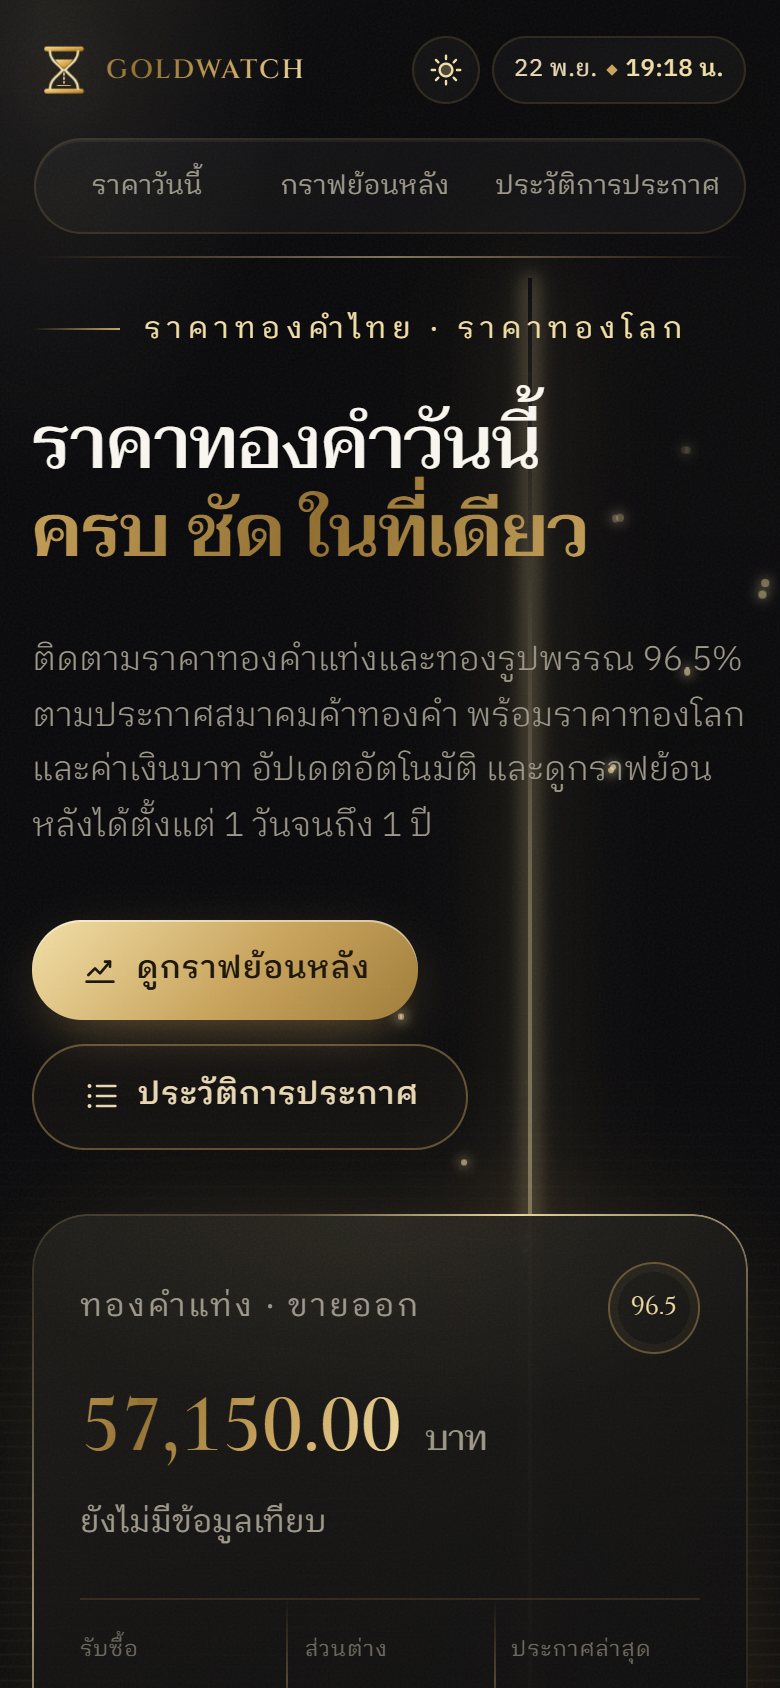 GOLDWATCH
22 พ.ย. ◆ 19:18 น.
ราคาวันนี้ กราฟย้อนหลัง ประวัติการประกาศ
ราคาทองคำไทย · ราคาทองโลก
ราคาทองคำวันนี้
ครบ ชัด ในที่เดียว
ติดตามราคาทองคำแท่งและทองรูปพรรณ 96.5%
ตามประกาศสมาคมค้าทองคำ พร้อมราคาทองโลก
และค่าเงินบาท อัปเดตอัตโนมัติ และดูกราฟย้อน
หลังได้ตั้งแต่ 1 วันจนถึง 1 ปี
ดูกราฟย้อนหลัง
ประวัติการประกาศ
ทองคำแท่ง · ขายออก
96.5
57,150.00 บาท
ยังไม่มีข้อมูลเทียบ
รับซื้อ ส่วนต่าง ประกาศล่าสุด